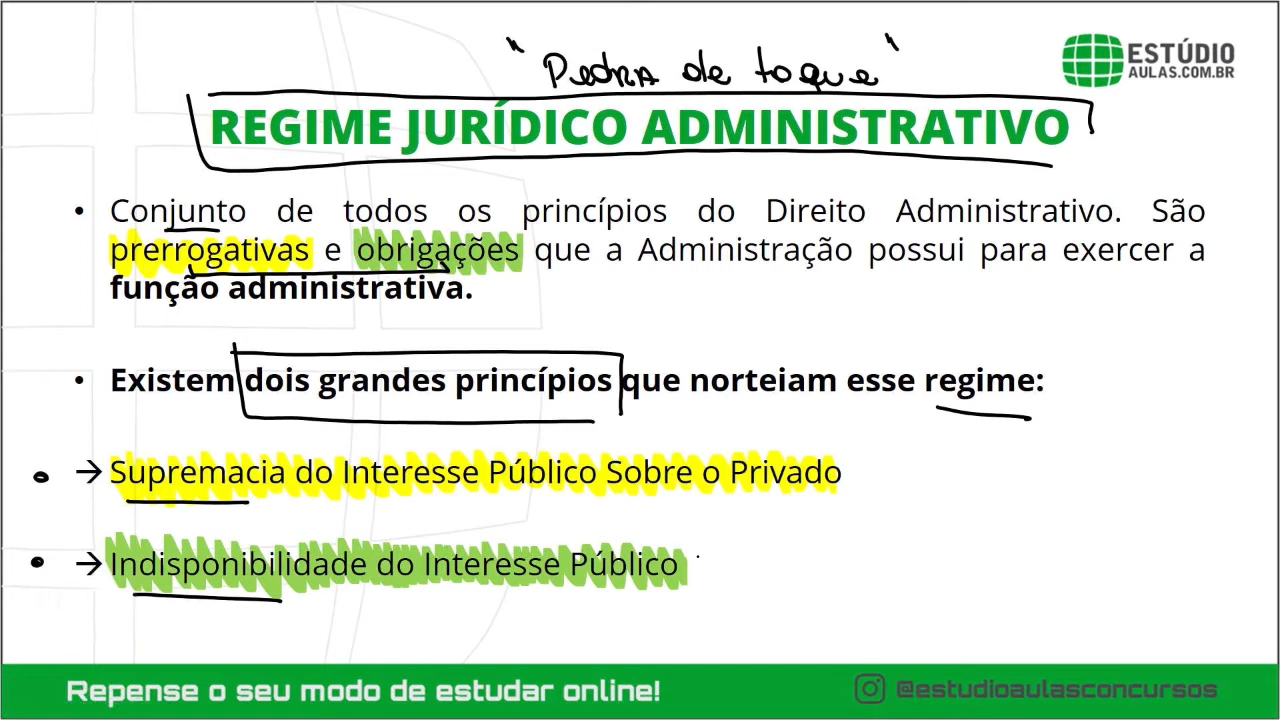 "Pedra de toque"
ESTÚDIO
AULAS.COM.BR
REGIME JURÍDICO ADMINISTRATIVO
• Conjunto de todos os princípios do Direito Administrativo. São
prerrogativas e obrigações que a Administração possui para exercer a
função administrativa.
• Existem dois grandes princípios que norteiam esse regime:
→ Supremacia do Interesse Público Sobre o Privado
→ Indisponibilidade do Interesse Público
Repense o seu modo de estudar online!
@estudioaulasconcursos